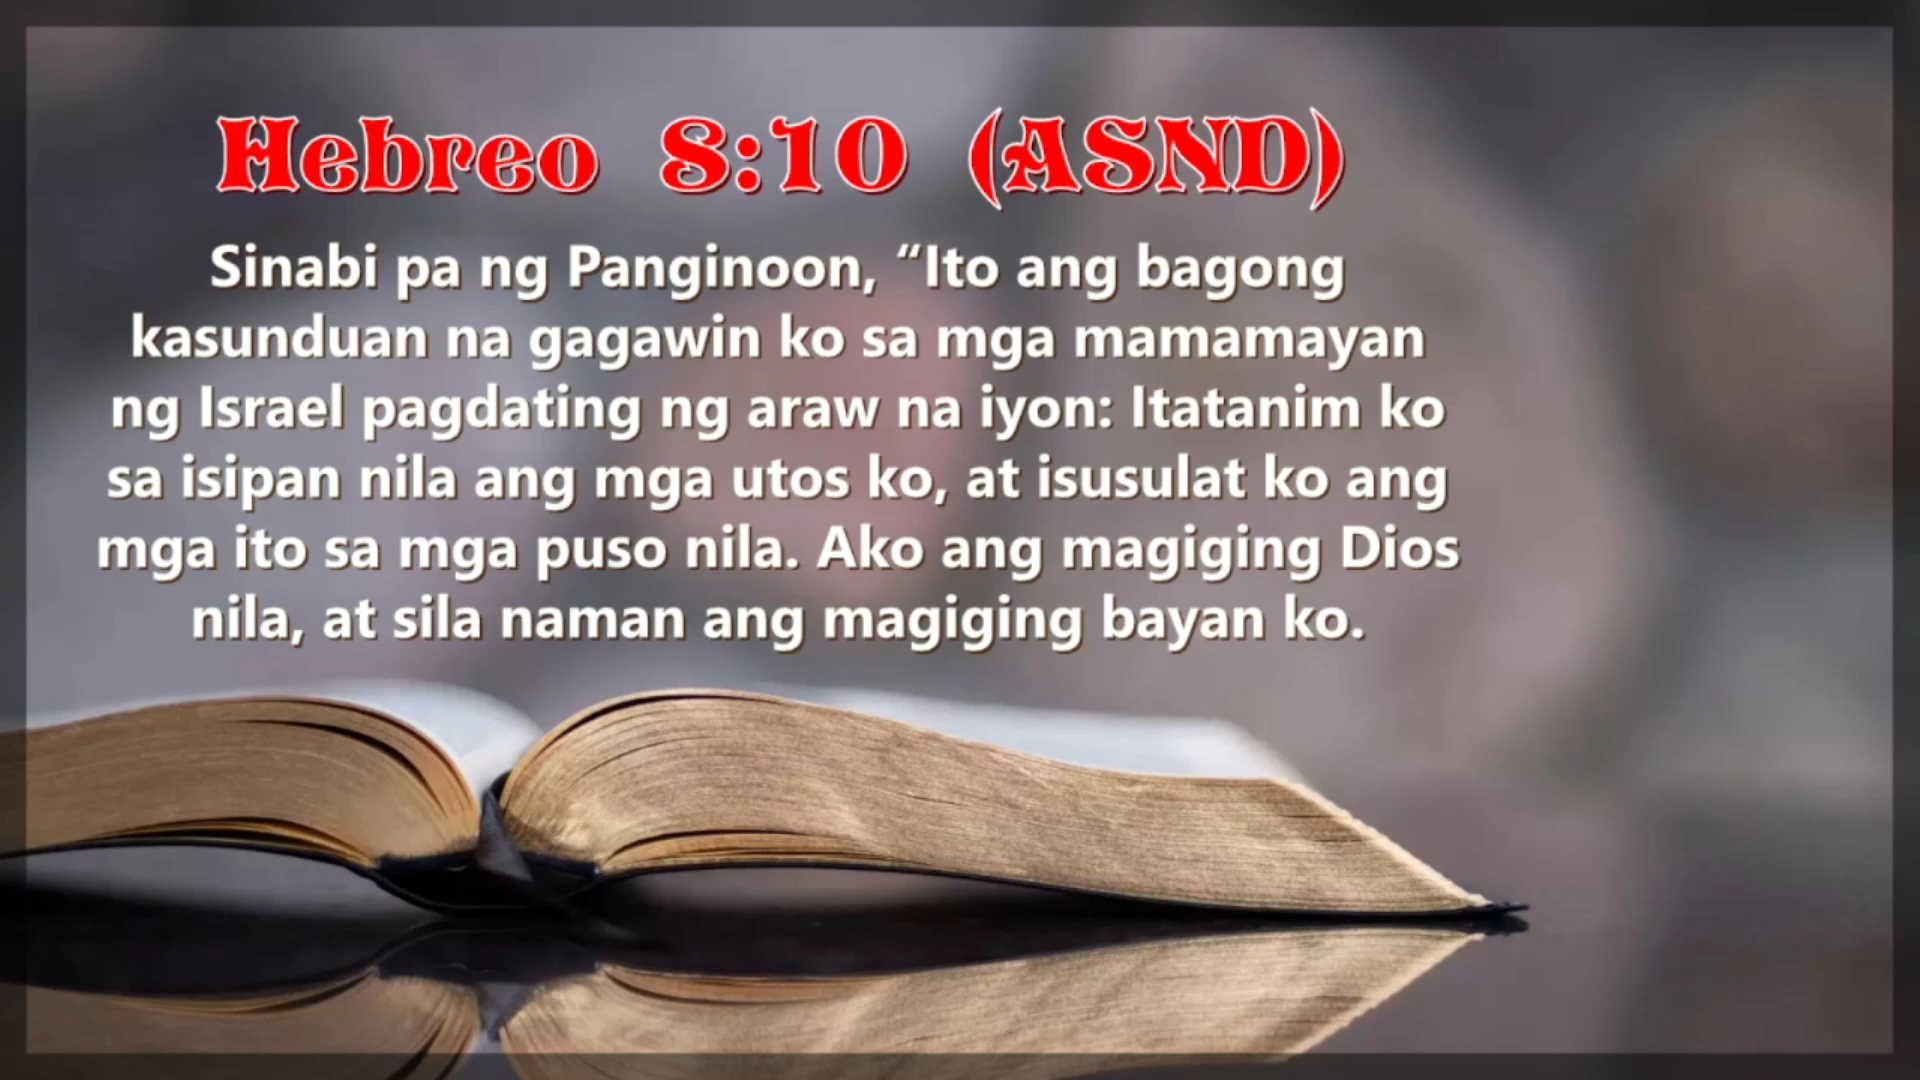 Hebreo 8:10 (ASND)
Sinabi pa ng Panginoon, “Ito ang bagong
kasunduan na gagawin ko sa mga mamamayan
ng Israel pagdating ng araw na iyon: Itatanim ko
sa isipan nila ang mga utos ko, at isusulat ko ang
mga ito sa mga puso nila. Ako ang magiging Dios
nila, at sila naman ang magiging bayan ko.